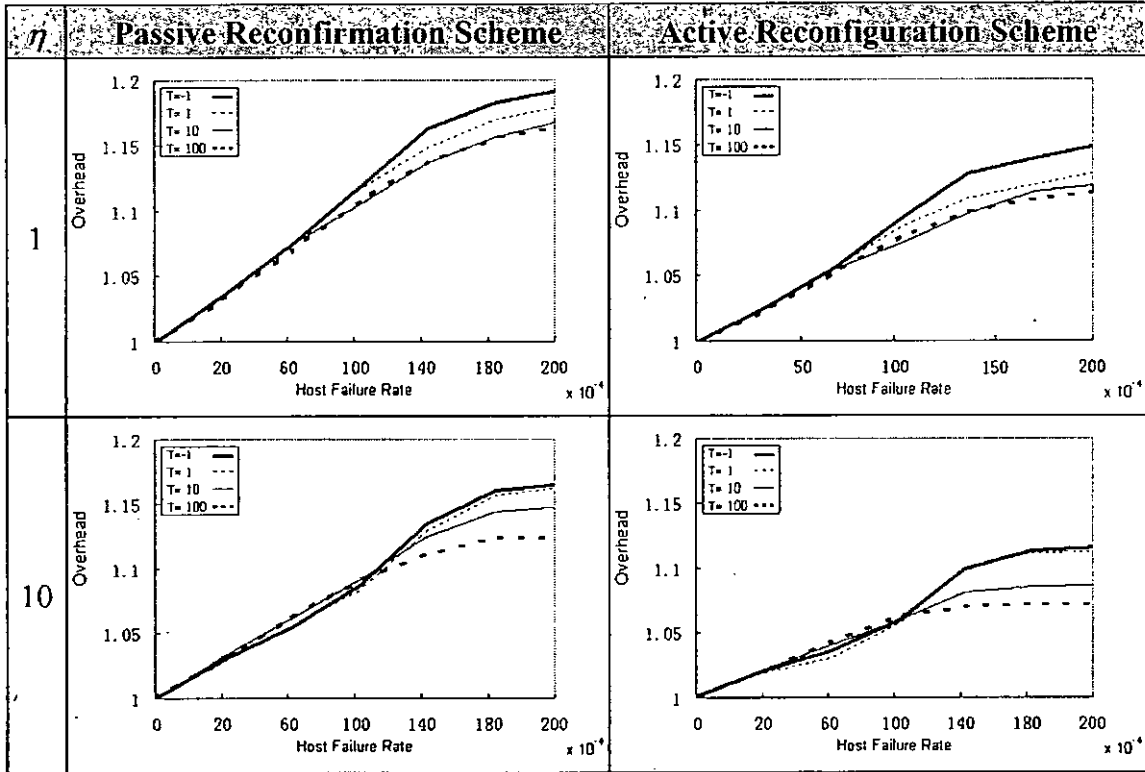 η Passive Reconfirmation Scheme Active Reconfiguration Scheme
1
1.2
1.15
1.1
1.05
1
Overhead
T=-1
T= 1
T= 10
T= 100
0 20 60 100 140 180 200
Host Failure Rate
x 10⁻⁴
1.2
1.15
1.1
1.05
1
Overhead
T=-1
T= 1
T= 10
T= 100
0 50 100 150 200
Host Failure Rate
x 10⁻⁴
10
1.2
1.15
1.1
1.05
1
Overhead
T=-1
T= 1
T= 10
T= 100
0 20 60 100 140 180 200
Host Failure Rate
x 10⁻⁴
1.2
1.15
1.1
1.05
1
Overhead
T=-1
T= 1
T= 10
T= 100
0 20 60 100 140 180 200
Host Failure Rate
x 10⁻⁴